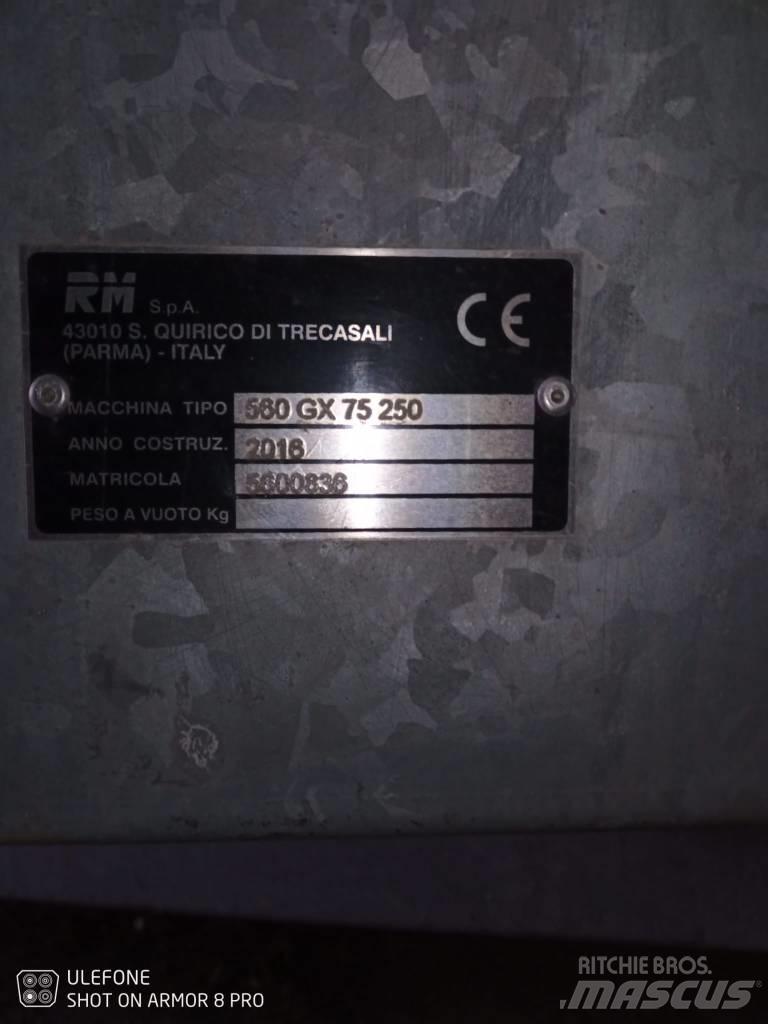 RM S.p.A.
43010 S. QUIRICO DI TRECASALI
(PARMA) - ITALY
CE
MACCHINA TIPO 560 GX 75 250
ANNO COSTRUZ. 2016
MATRICOLA 5600836
PESO A VUOTO Kg
ULEFONE
SHOT ON ARMOR 8 PRO
RITCHIE BROS.
MASCUS